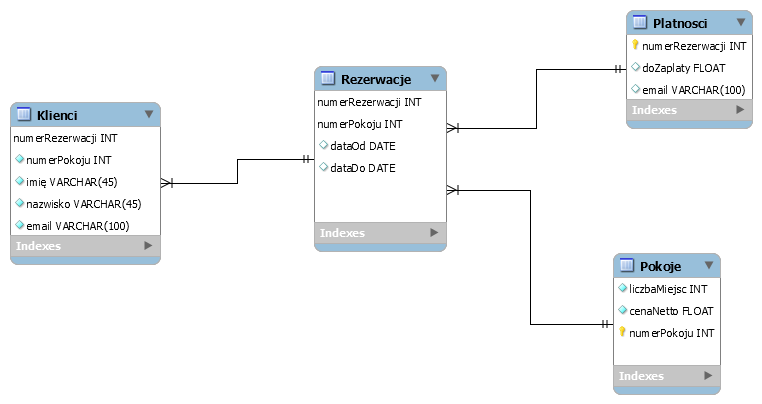 Klienci
numerRezerwacji INT
numerPokoju INT
imię VARCHAR(45)
nazwisko VARCHAR(45)
email VARCHAR(100)
Indexes
Rezerwacje
numerRezerwacji INT
numerPokoju INT
dataOd DATE
dataDo DATE
Indexes
Platnosci
numerRezerwacji INT
doZaplaty FLOAT
email VARCHAR(100)
Indexes
Pokoje
liczbaMiejsc INT
cenaNetto FLOAT
numerPokoju INT
Indexes